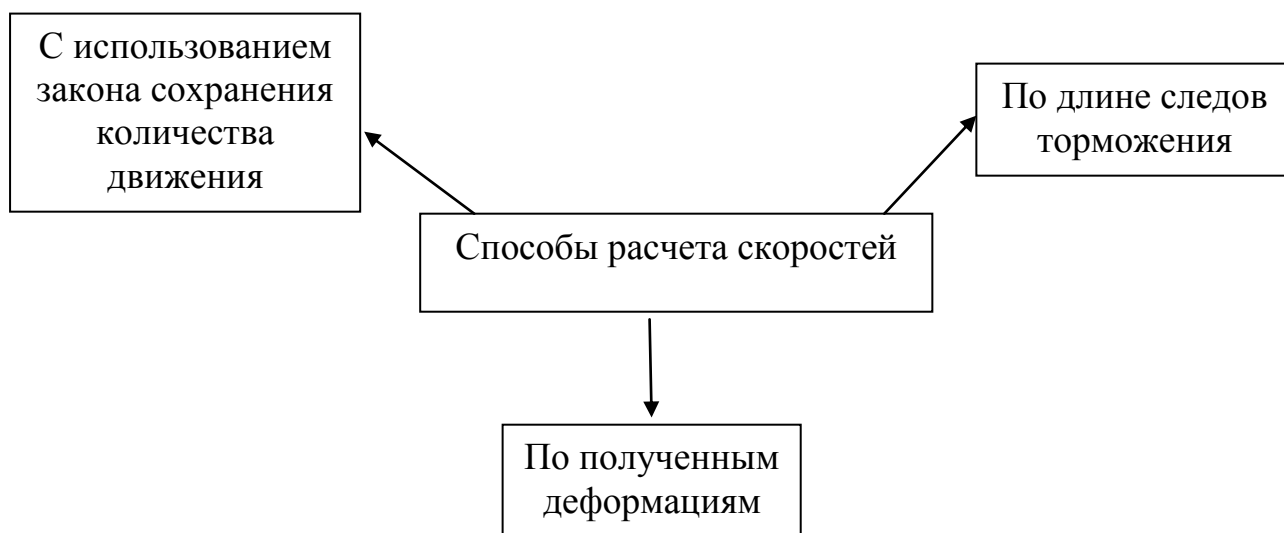 С использованием
закона сохранения
количества
движения
По длине следов
торможения
Способы расчета скоростей
По полученным
деформациям